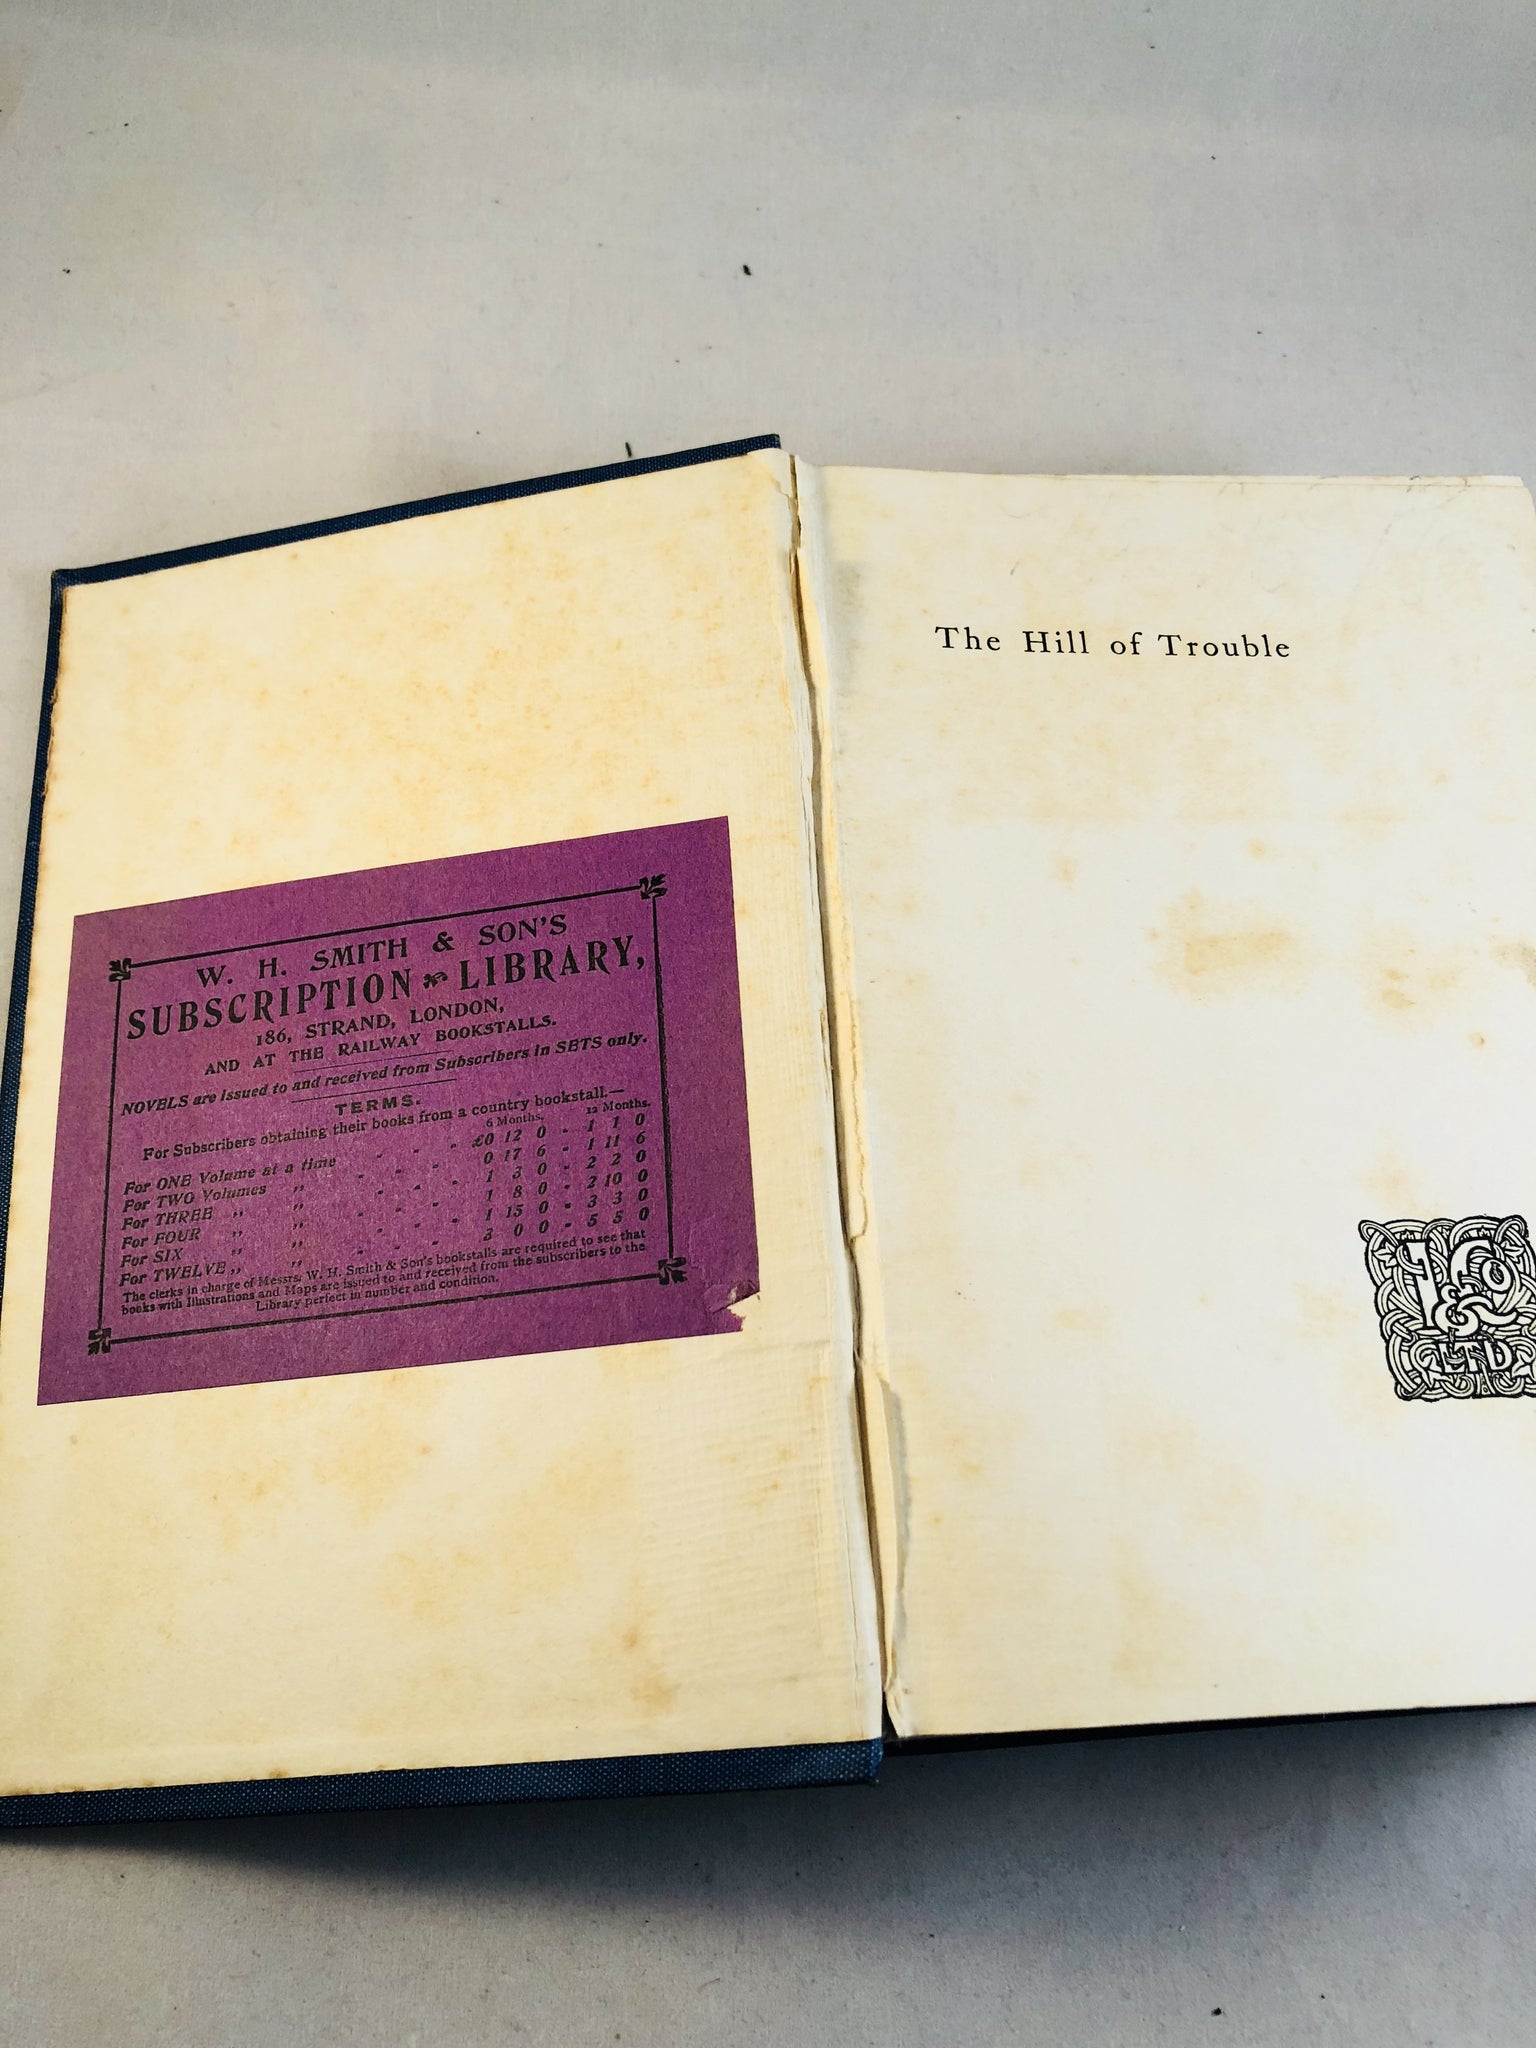 W. H. SMITH & SON'S
SUBSCRIPTION LIBRARY,
186, STRAND, LONDON,
AND AT THE RAILWAY BOOKSTALLS.
NOVELS are issued to and received from Subscribers in SETS only.
TERMS.
For Subscribers obtaining their books from a country bookstall.—
6 Months. 12 Months.
For ONE Volume at a time - - - £0 12 0 - 1 1 0
For TWO Volumes ,, - - - 0 17 6 - 1 11 6
For THREE ,, ,, - - - 1 3 0 - 2 2 0
For FOUR ,, ,, - - - 1 8 0 - 2 10 0
For SIX ,, ,, - - - 1 15 0 - 3 3 0
For TWELVE ,, ,, - - - 3 0 0 - 5 5 0
The clerks in charge of Messrs. W. H. Smith & Son's bookstalls are required to see that
books with Illustrations and Maps are issued to and received from the subscribers to the
Library perfect in number and condition.
The Hill of Trouble
& Co
LTD